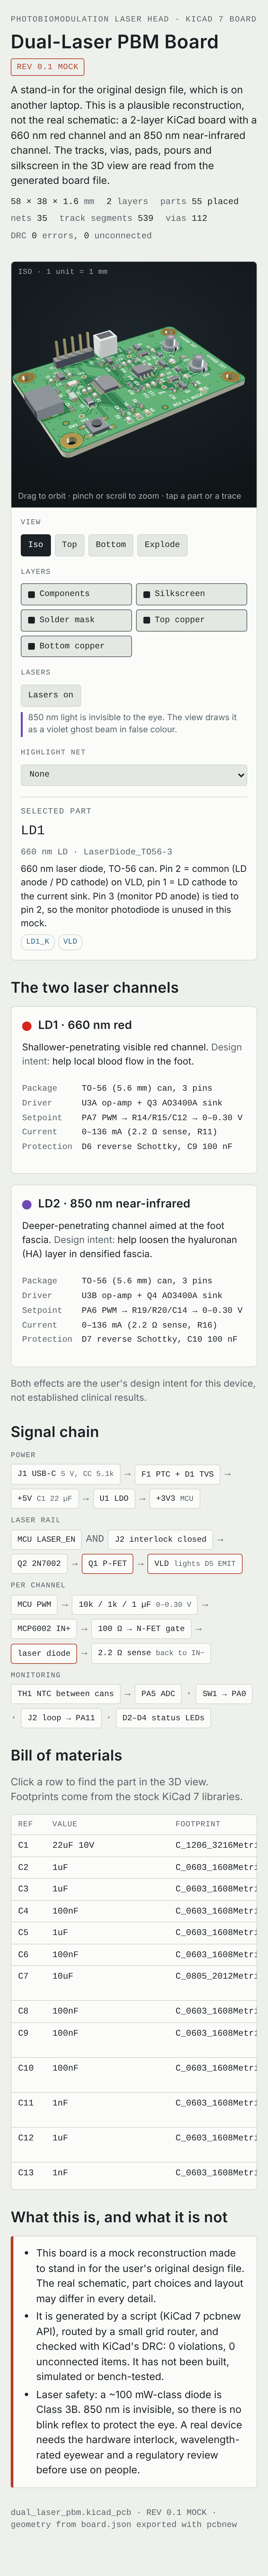 PHOTOBIOMODULATION LASER HEAD · KICAD 7 BOARD
Dual-Laser PBM Board
REV 0.1 MOCK
A stand-in for the original design file, which is on
another laptop. This is a plausible reconstruction,
not the real schematic: a 2-layer KiCad board with a
660 nm red channel and an 850 nm near-infrared
channel. The tracks, vias, pads, pours and
silkscreen in the 3D view are read from the
generated board file.
58 × 38 × 1.6 mm 2 layers parts 55 placed
nets 35 track segments 539 vias 112
DRC 0 errors, 0 unconnected
ISO · 1 unit = 1 mm
Drag to orbit · pinch or scroll to zoom · tap a part or a trace
VIEW
Iso Top Bottom Explode
LAYERS
Components Silkscreen
Solder mask Top copper
Bottom copper
LASERS
Lasers on
850 nm light is invisible to the eye. The view draws it
as a violet ghost beam in false colour.
HIGHLIGHT NET
None
SELECTED PART
LD1
660 nm LD · LaserDiode_TO56-3
660 nm laser diode, TO-56 can. Pin 2 = common (LD
anode / PD cathode) on VLD, pin 1 = LD cathode to
the current sink. Pin 3 (monitor PD anode) is tied to
pin 2, so the monitor photodiode is unused in this
mock.
LD1_K VLD
The two laser channels
LD1 · 660 nm red
Shallower-penetrating visible red channel. Design
intent: help local blood flow in the foot.
Package TO-56 (5.6 mm) can, 3 pins
Driver U3A op-amp + Q3 AO3400A sink
Setpoint PA7 PWM → R14/R15/C12 → 0–0.30 V
Current 0–136 mA (2.2 Ω sense, R11)
Protection D6 reverse Schottky, C9 100 nF
LD2 · 850 nm near-infrared
Deeper-penetrating channel aimed at the foot
fascia. Design intent: help loosen the hyaluronan
(HA) layer in densified fascia.
Package TO-56 (5.6 mm) can, 3 pins
Driver U3B op-amp + Q4 AO3400A sink
Setpoint PA6 PWM → R19/R20/C14 → 0–0.30 V
Current 0–136 mA (2.2 Ω sense, R16)
Protection D7 reverse Schottky, C10 100 nF
Both effects are the user's design intent for this device,
not established clinical results.
Signal chain
POWER
J1 USB-C 5 V, CC 5.1k → F1 PTC + D1 TVS →
+5V C1 22 µF → U1 LDO → +3V3 MCU
LASER RAIL
MCU LASER_EN AND J2 interlock closed →
Q2 2N7002 → Q1 P-FET → VLD lights D5 EMIT
PER CHANNEL
MCU PWM → 10k / 1k / 1 µF 0–0.30 V →
MCP6002 IN+ → 100 Ω → N-FET gate →
laser diode → 2.2 Ω sense back to IN−
MONITORING
TH1 NTC between cans → PA5 ADC · SW1 → PA0
· J2 loop → PA11 · D2–D4 status LEDs
Bill of materials
Click a row to find the part in the 3D view.
Footprints come from the stock KiCad 7 libraries.
REF VALUE FOOTPRINT
C1 22uF 10V C_1206_3216Metri
C2 1uF C_0603_1608Metri
C3 1uF C_0603_1608Metri
C4 100nF C_0603_1608Metri
C5 1uF C_0603_1608Metri
C6 100nF C_0603_1608Metri
C7 10uF C_0805_2012Metri
C8 100nF C_0603_1608Metri
C9 100nF C_0603_1608Metri
C10 100nF C_0603_1608Metri
C11 1nF C_0603_1608Metri
C12 1uF C_0603_1608Metri
C13 1nF C_0603_1608Metri
What this is, and what it is not
• This board is a mock reconstruction made
to stand in for the user's original design file.
The real schematic, part choices and layout
may differ in every detail.
• It is generated by a script (KiCad 7 pcbnew
API), routed by a small grid router, and
checked with KiCad's DRC: 0 violations, 0
unconnected items. It has not been built,
simulated or bench-tested.
• Laser safety: a ~100 mW-class diode is
Class 3B. 850 nm is invisible, so there is no
blink reflex to protect the eye. A real device
needs the hardware interlock, wavelength-
rated eyewear and a regulatory review
before use on people.
dual_laser_pbm.kicad_pcb · REV 0.1 MOCK ·
geometry from board.json exported with pcbnew